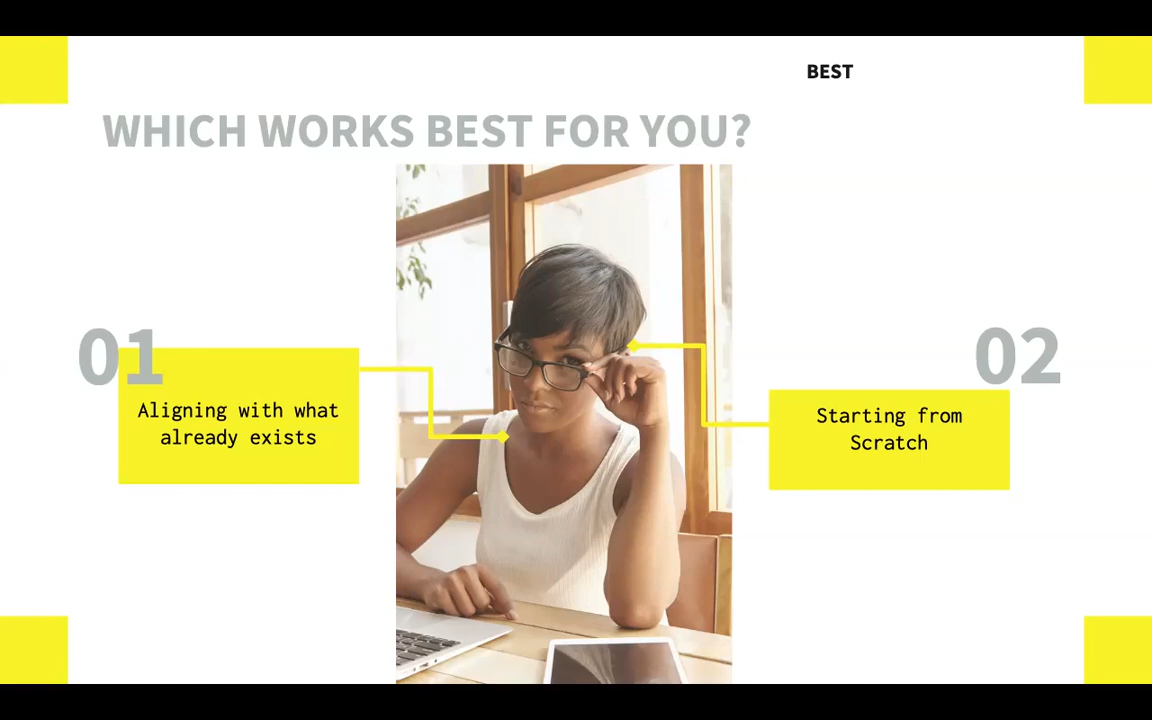 BEST
WHICH WORKS BEST FOR YOU?
01
Aligning with what
already exists
02
Starting from
Scratch